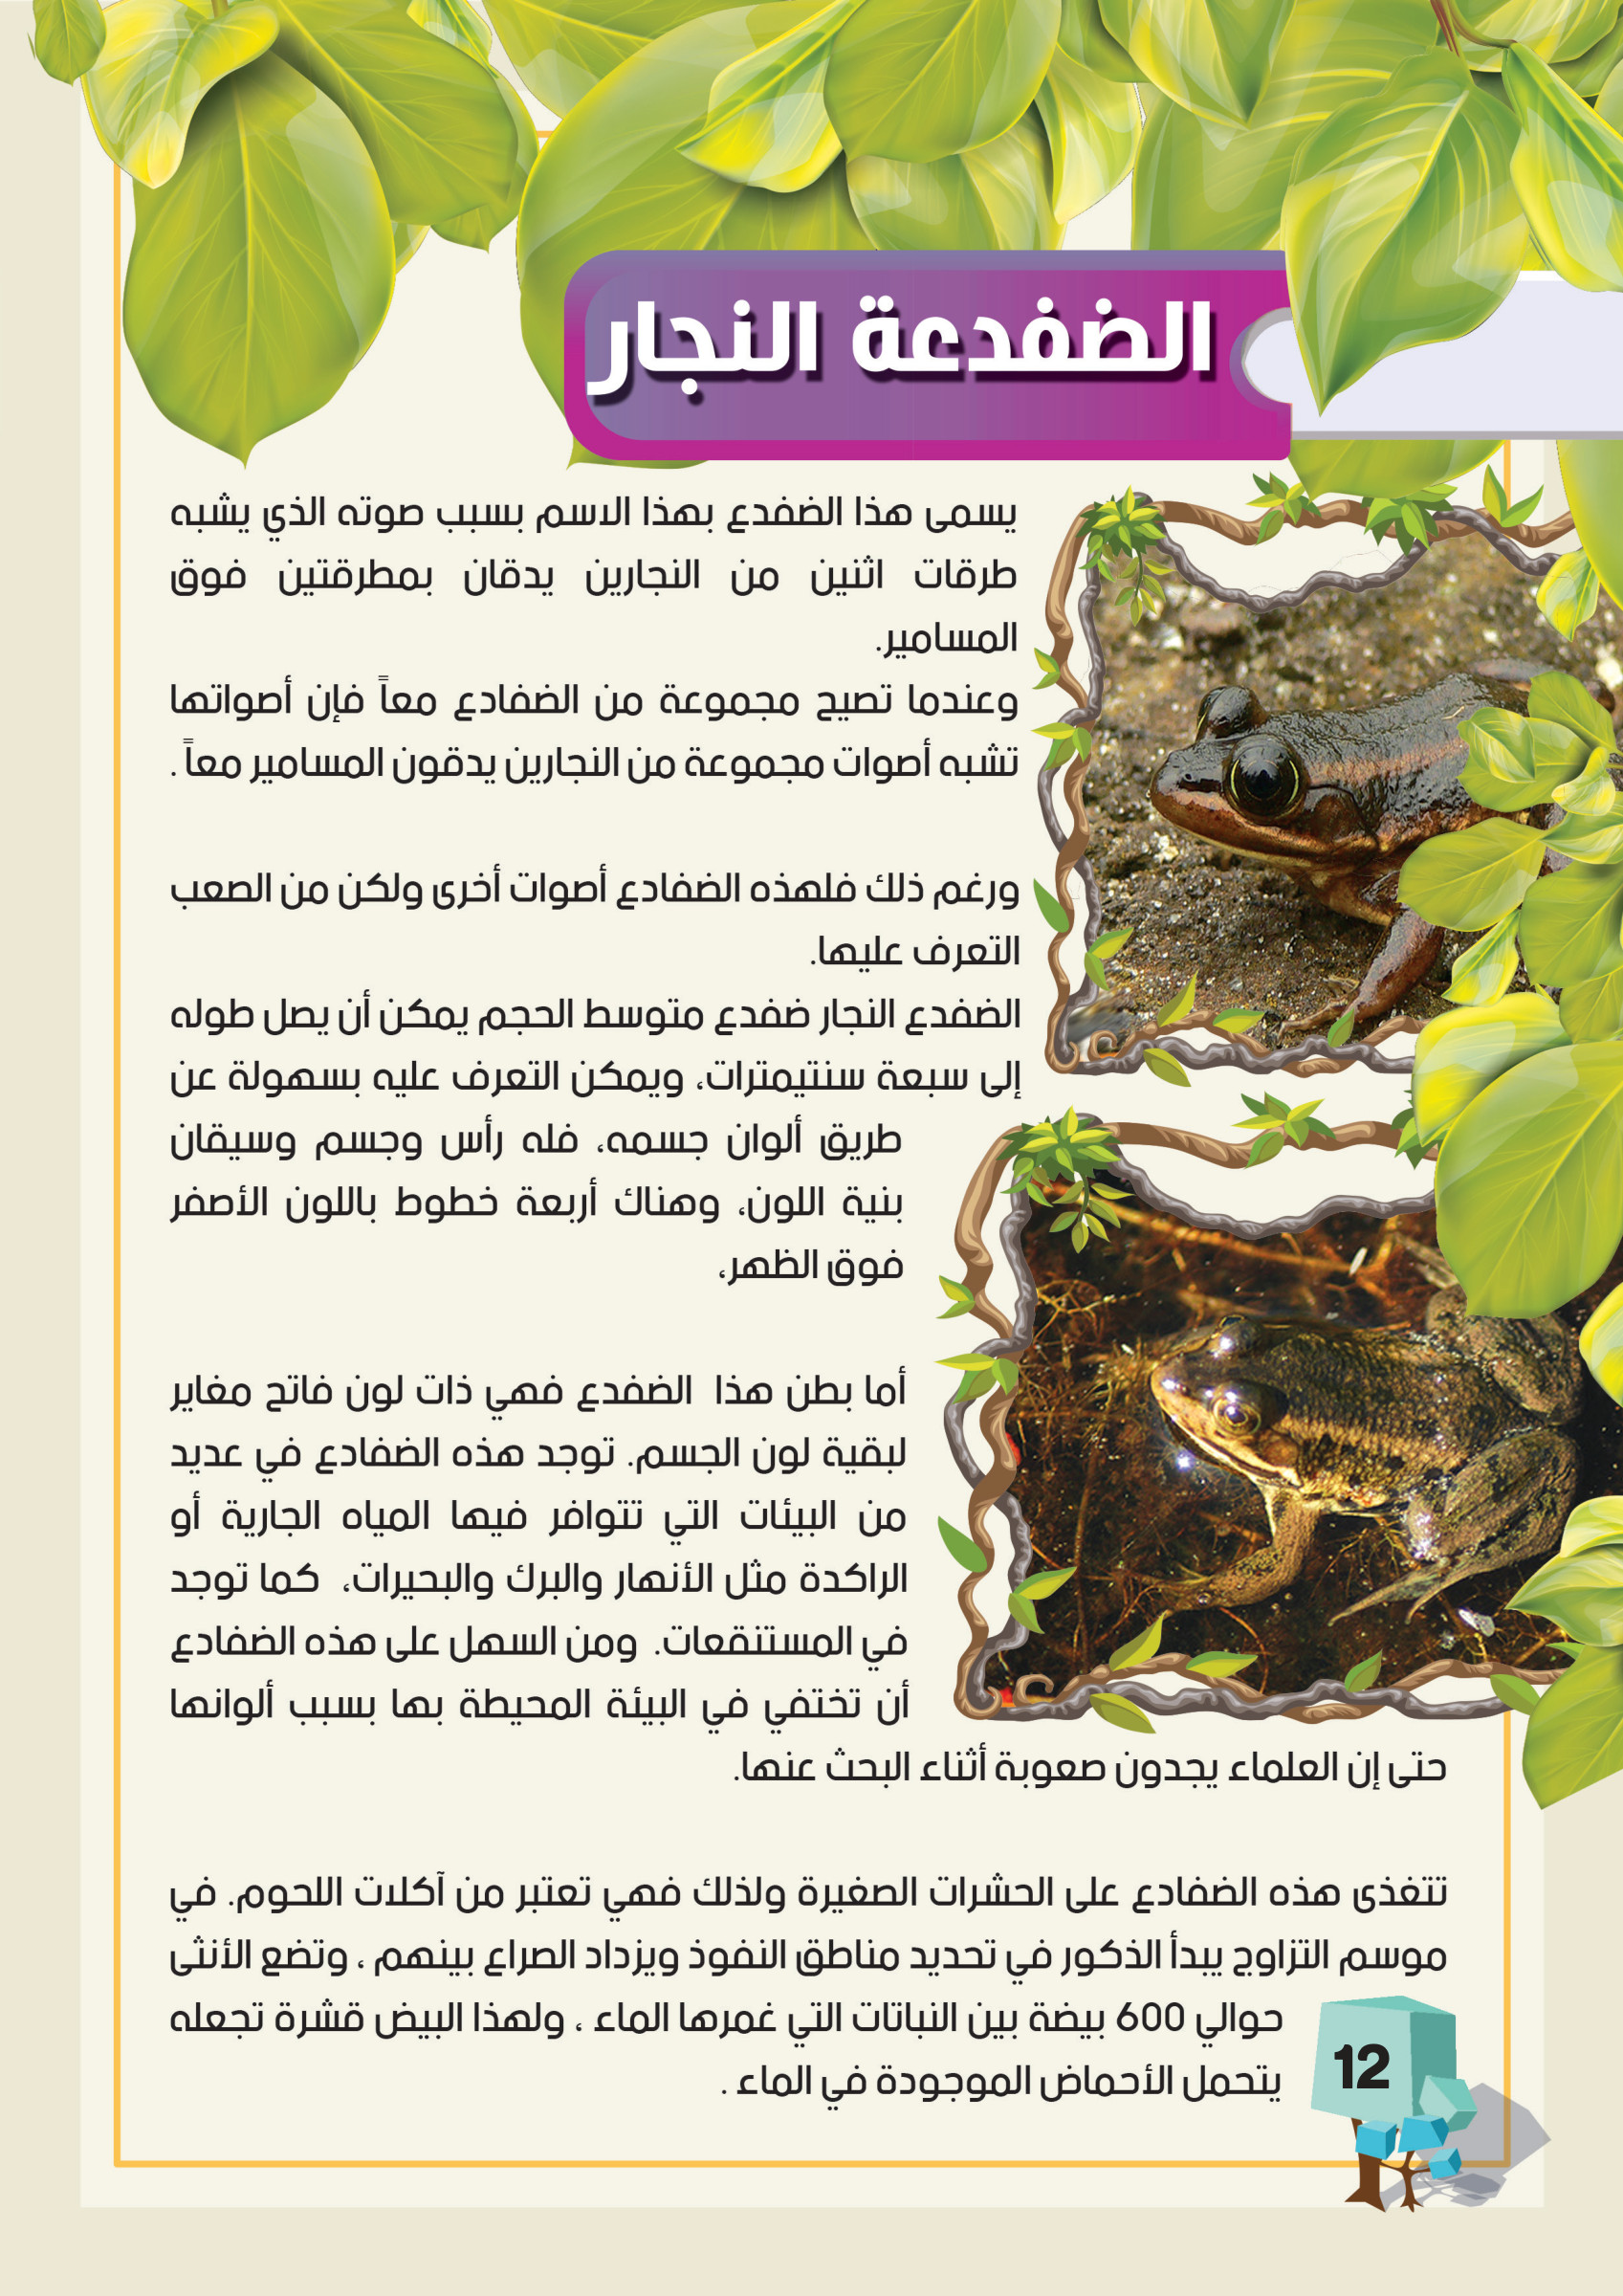 الضفدعة النجار
يسمى هذا الضفدع بهذا الاسم بسبب صوته الذي يشبه
طرقات اثنين من النجارين يدقان بمطرقتين فوق
المسامير.
وعندما تصيح مجموعة من الضفادع معاً فإن أصواتها
تشبه أصوات مجموعة من النجارين يدقون المسامير معاً .
ورغم ذلك فلهذه الضفادع أصوات أخرى ولكن من الصعب
التعرف عليها.
الضفدع النجار ضفدع متوسط الحجم يمكن أن يصل طوله
إلى سبعة سنتيمترات، ويمكن التعرف عليه بسهولة عن
طريق ألوان جسمه، فله رأس وجسم وسيقان
بنية اللون، وهناك أربعة خطوط باللون الأصفر
فوق الظهر،
أما بطن هذا الضفدع فهي ذات لون فاتح مغاير
لبقية لون الجسم. توجد هذه الضفادع في عديد
من البيئات التي تتوافر فيها المياه الجارية أو
الراكدة مثل الأنهار والبرك والبحيرات، كما توجد
في المستنقعات. ومن السهل على هذه الضفادع
أن تختفي في البيئة المحيطة بها بسبب ألوانها
حتى إن العلماء يجدون صعوبة أثناء البحث عنها.
تتغذى هذه الضفادع على الحشرات الصغيرة ولذلك فهي تعتبر من آكلات اللحوم. في
موسم التزاوج يبدأ الذكور في تحديد مناطق النفوذ ويزداد الصراع بينهم ، وتضع الأنثى
حوالي 600 بيضة بين النباتات التي غمرها الماء ، ولهذا البيض قشرة تجعله
يتحمل الأحماض الموجودة في الماء .
12